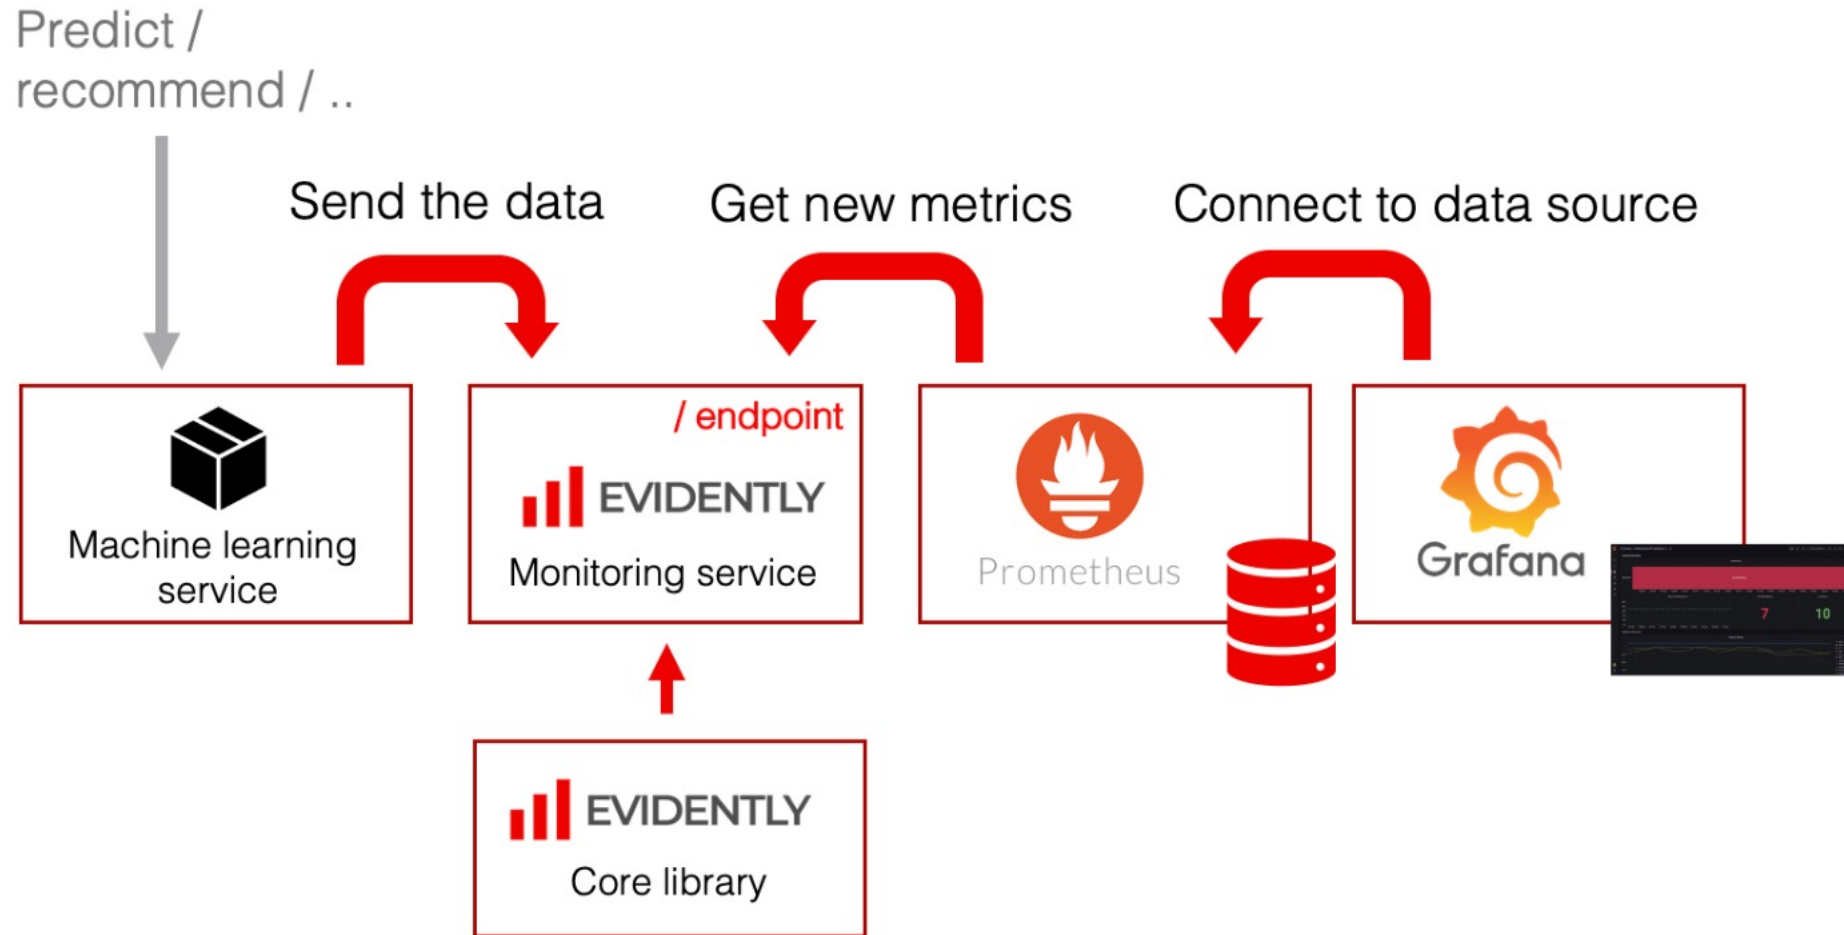 Predict /
recommend / ..
Send the data
Get new metrics
Connect to data source
Machine learning
service
/ endpoint
EVIDENTLY
Monitoring service
Prometheus
Grafana
7
10
EVIDENTLY
Core library